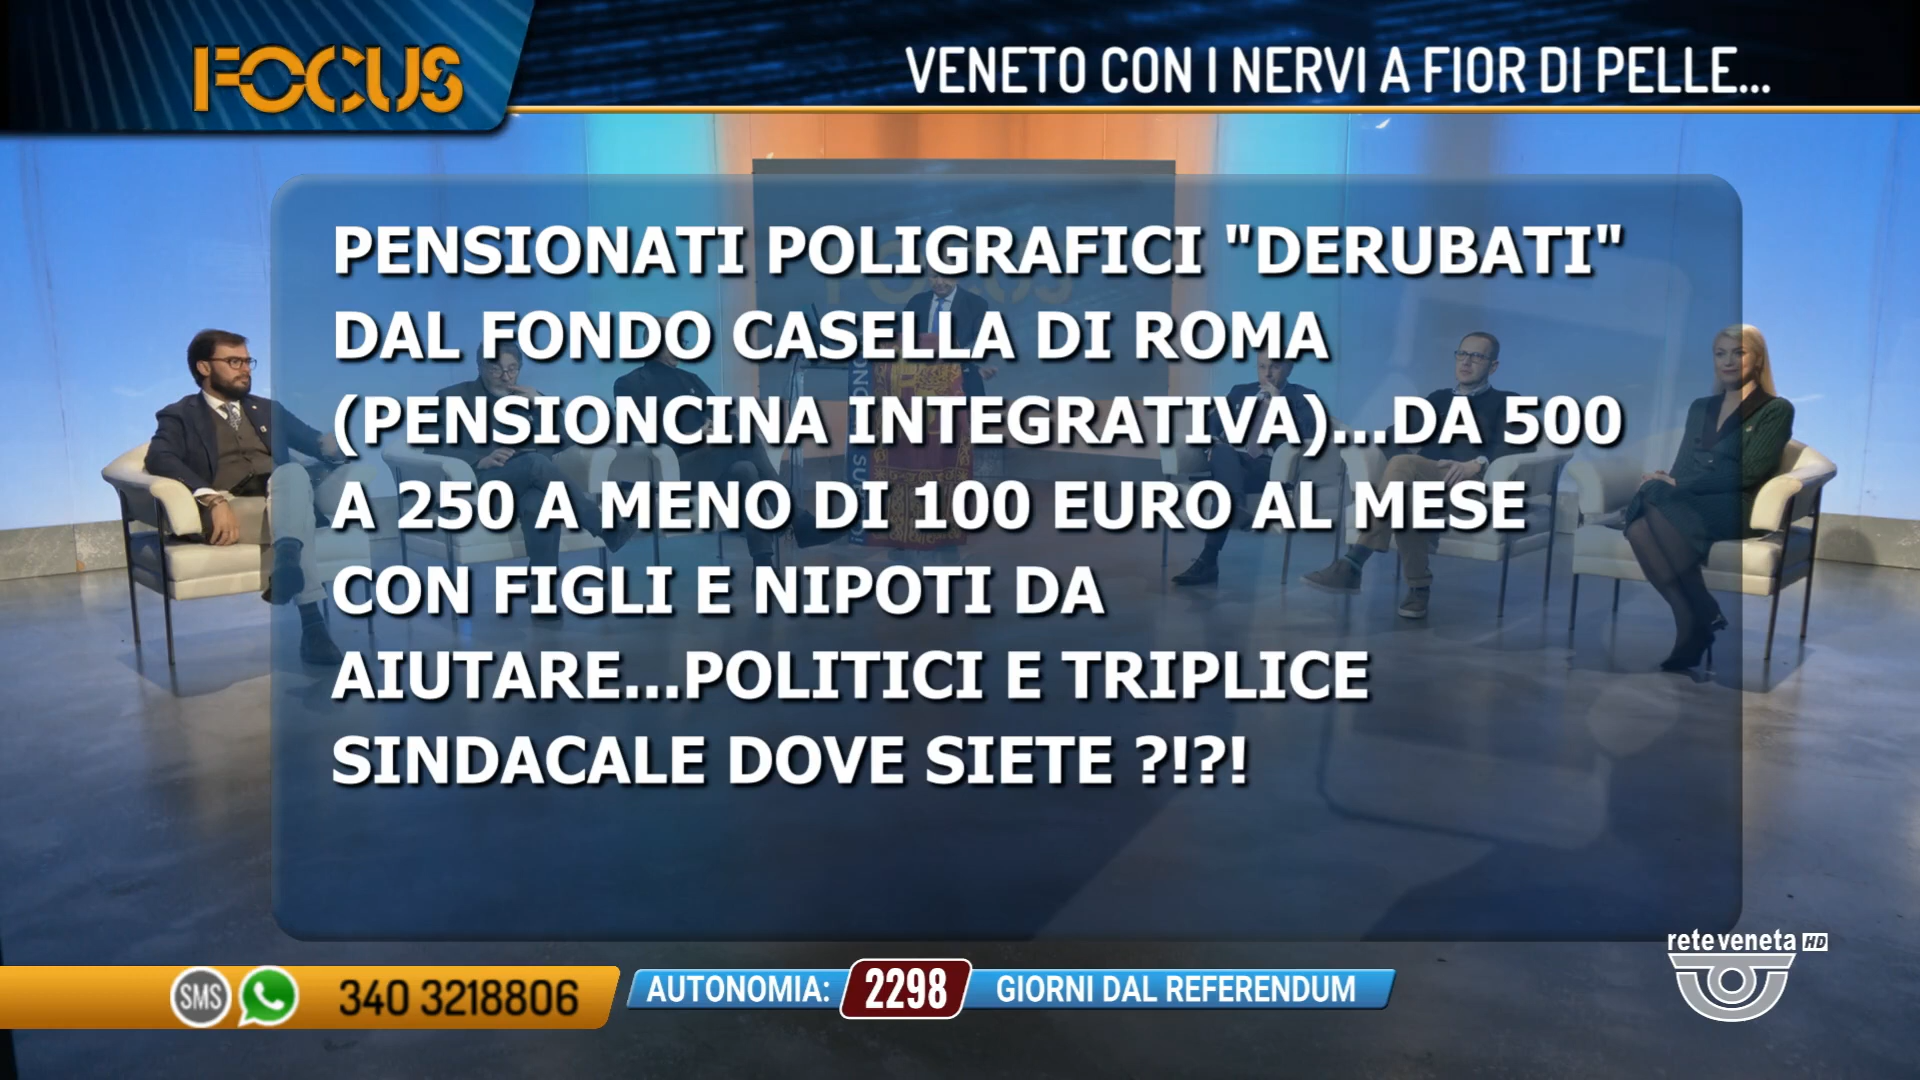 FOCUS
VENETO CON I NERVI A FIOR DI PELLE...
PENSIONATI POLIGRAFICI "DERUBATI"
DAL FONDO CASELLA DI ROMA
(PENSIONCINA INTEGRATIVA)...DA 500
A 250 A MENO DI 100 EURO AL MESE
CON FIGLI E NIPOTI DA
AIUTARE...POLITICI E TRIPLICE
SINDACALE DOVE SIETE ?!?!
reteveneta HD
SMS
340 3218806
AUTONOMIA: 2298 GIORNI DAL REFERENDUM